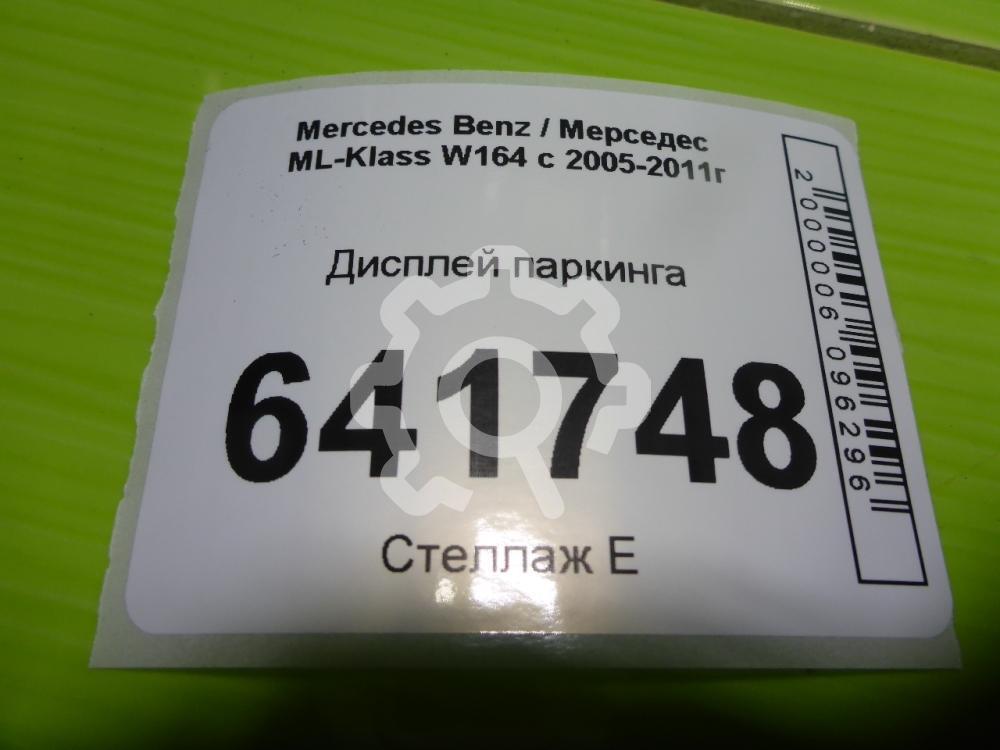 Mercedes Benz / Мерседес
ML-Klass W164 с 2005-2011г
Дисплей паркинга
641748
Стеллаж Е
2000006096296